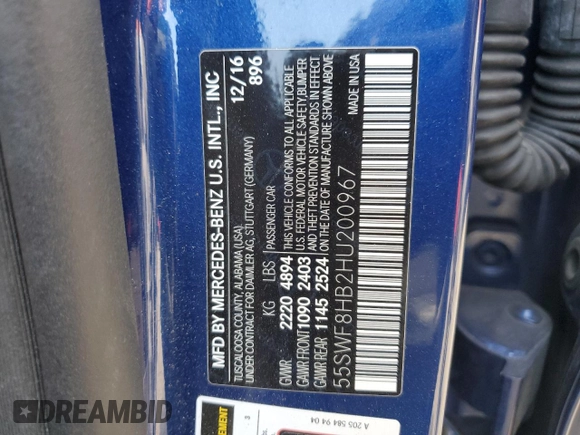 MFD BY MERCEDES-BENZ U.S. INTL., INC
12/16
896
TUSCALOOSA COUNTY, ALABAMA (USA)
UNDER CONTRACT FOR DAIMLER AG, STUTTGART (GERMANY)
KG LBS PASSENGER CAR
GVWR 2220 4894 THIS VEHICLE CONFORMS TO ALL APPLICABLE
GAWR FRONT 1090 2403 U.S. FEDERAL MOTOR VEHICLE SAFETY, BUMPER
GAWR REAR 1145 2524 AND THEFT PREVENTION STANDARDS IN EFFECT
ON THE DATE OF MANUFACTURE SHOWN ABOVE
55SWF8HB2HU200967 MADE IN USA
A 205 584 94 04
3
DREAMBID